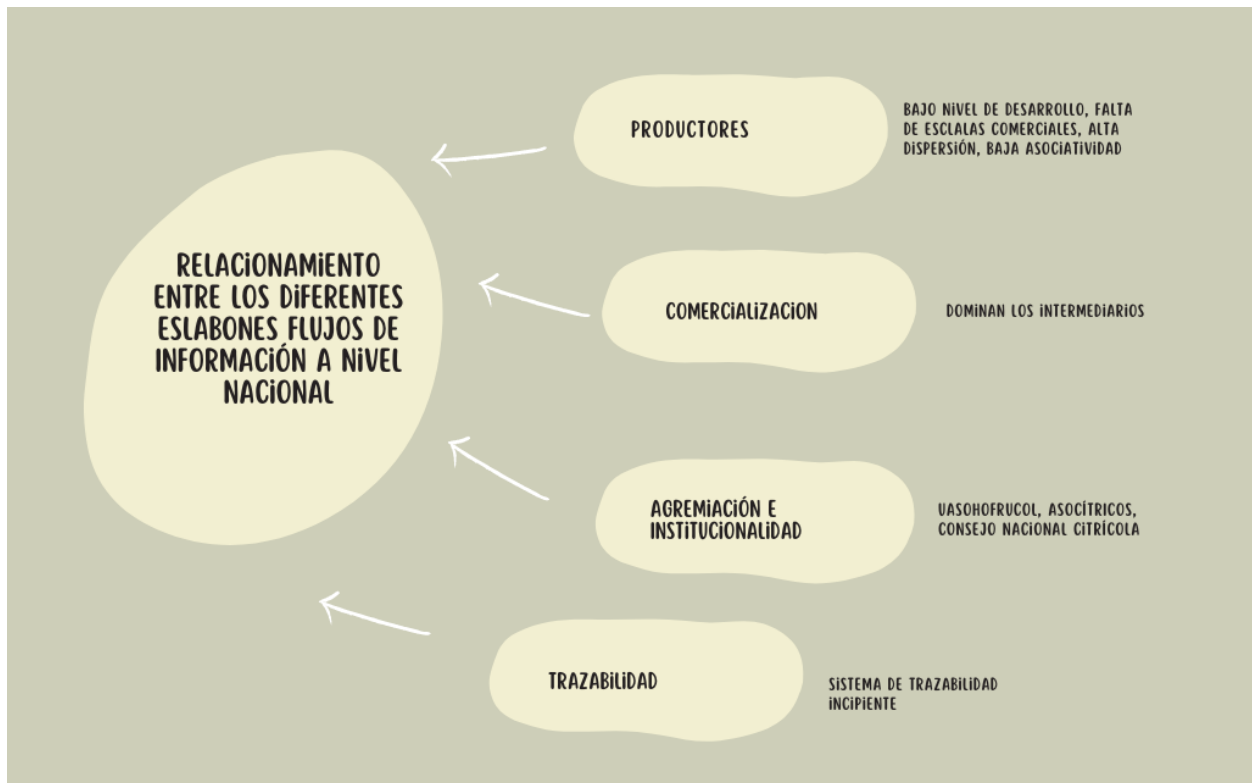 RELACIONAMIENTO
ENTRE LOS DIFERENTES
ESLABONES FLUJOS DE
INFORMACIÓN A NIVEL
NACIONAL
PRODUCTORES
BAJO NIVEL DE DESARROLLO, FALTA
DE ESCLALAS COMERCIALES, ALTA
DISPERSIÓN, BAJA ASOCIATIVIDAD
COMERCIALIZACION
DOMINAN LOS INTERMEDIARIOS
AGREMIACIÓN E
INSTITUCIONALIDAD
UASOHOFRUCOL, ASOCÍTRICOS,
CONSEJO NACIONAL CITRÍCOLA
TRAZABILIDAD
SISTEMA DE TRAZABILIDAD
INCIPIENTE